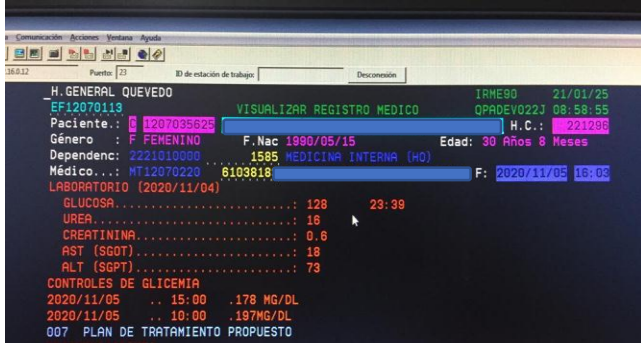 Comunicación Acciones Ventana Ayuda
.16.0.12 Puerto: 23 ID de estación de trabajo: Desconexión
_H.GENERAL QUEVEDO IRME90 21/01/25
EF12070113 VISUALIZAR REGISTRO MEDICO QPADEV022J 08:58:55
Paciente.: C 1207035625 H.C.: 221296
Género : F FEMENINO F.Nac 1990/05/15 Edad: 30 Años 8 Meses
Dependenc: 2221010000 1585 MEDICINA INTERNA (HO)
Médico...: MT12070220 6103818 F: 2020/11/05 16:03
LABORATORIO (2020/11/04)
GLUCOSA..........................: 128 23:39
UREA.............................: 16
CREATININA.......................: 0.6
AST (SGOT).......................: 18
ALT (SGPT).......................: 73
CONTROLES DE GLICEMIA
2020/11/05 .. 15:00 .178 MG/DL
2020/11/05 .. 10:00 .197MG/DL
007 PLAN DE TRATAMIENTO PROPUESTO